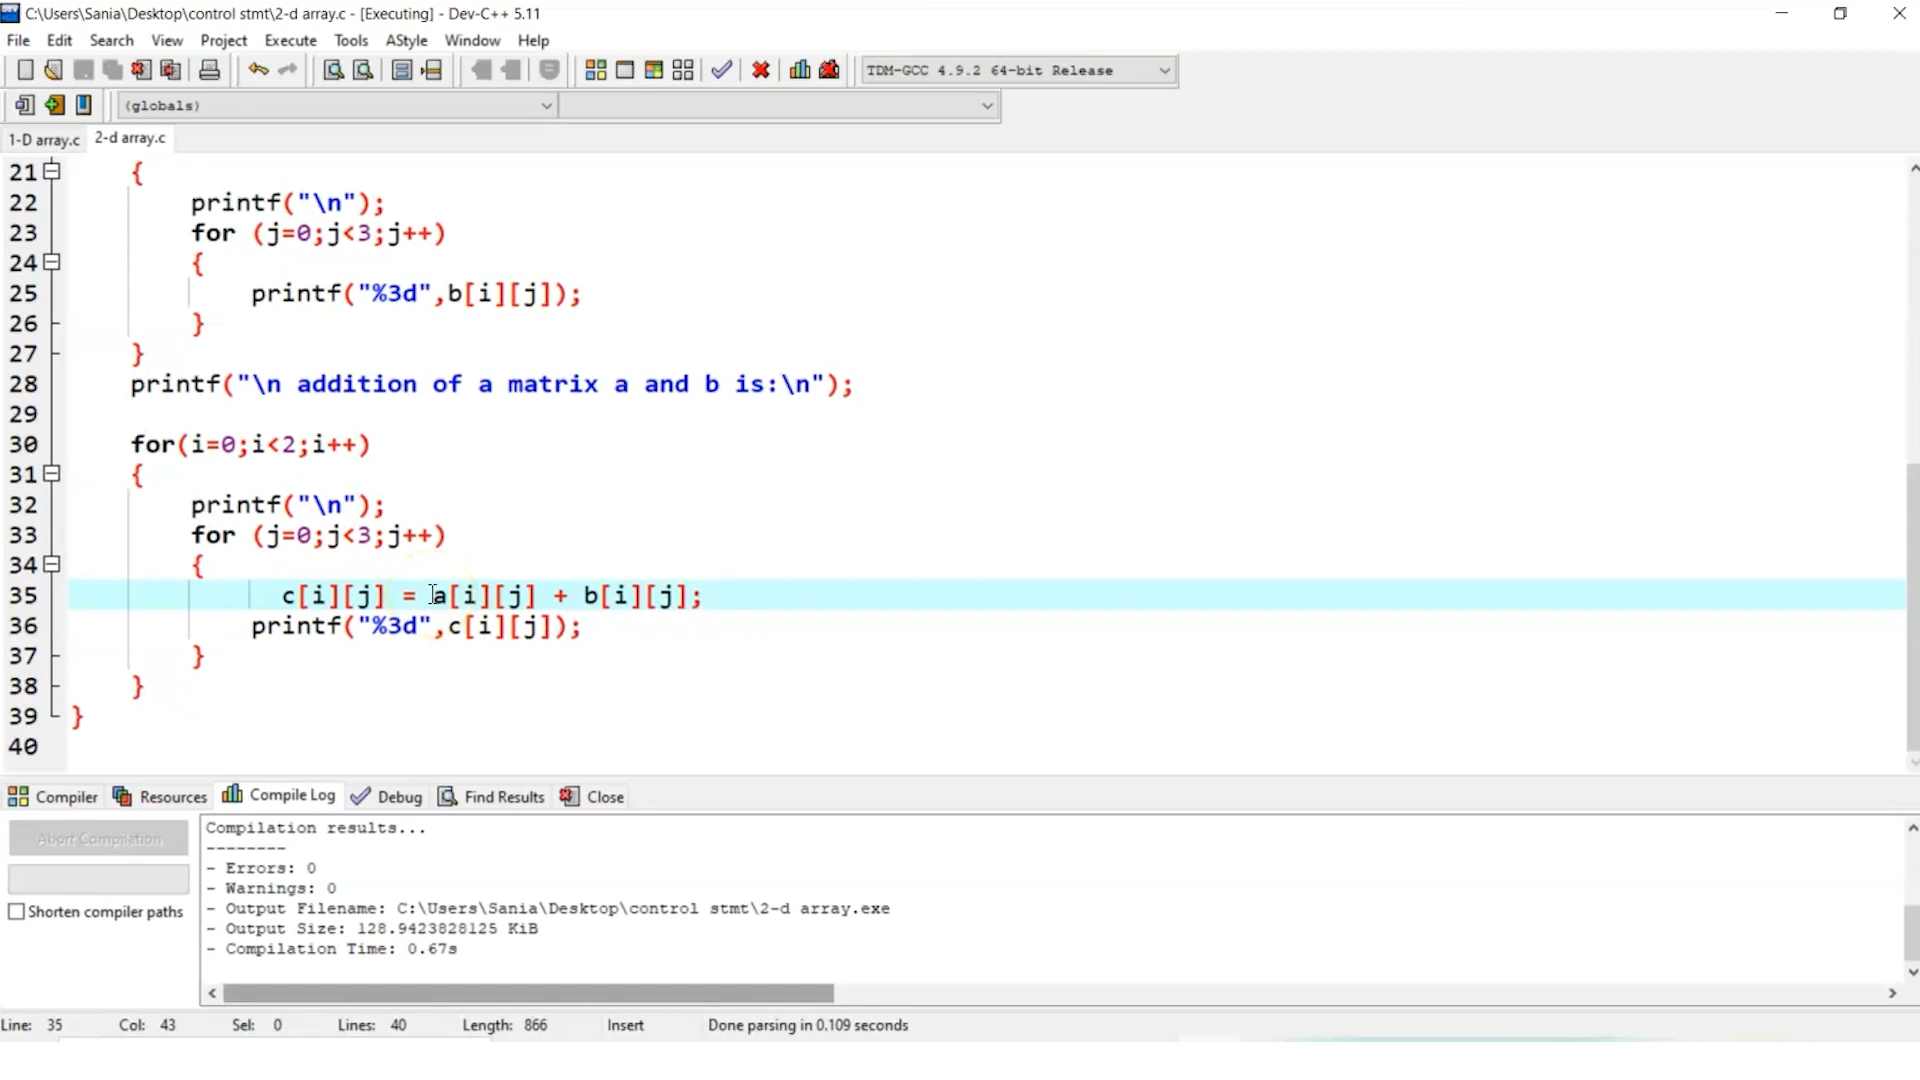 C:\Users\Sania\Desktop\control stmt\2-d array.c - [Executing] - Dev-C++ 5.11
File Edit Search View Project Execute Tools AStyle Window Help
TDM-GCC 4.9.2 64-bit Release
(globals)
1-D array.c 2-d array.c
21 {
22 printf("\n");
23 for (j=0;j<3;j++)
24 {
25 printf("%3d",b[i][j]);
26 }
27 }
28 printf("\n addition of a matrix a and b is:\n");
29
30 for(i=0;i<2;i++)
31 {
32 printf("\n");
33 for (j=0;j<3;j++)
34 {
35 c[i][j] = a[i][j] + b[i][j];
36 printf("%3d",c[i][j]);
37 }
38 }
39 }
40
Compiler Resources Compile Log Debug Find Results Close
Abort Compilation
Shorten compiler paths
Compilation results...
--------
- Errors: 0
- Warnings: 0
- Output Filename: C:\Users\Sania\Desktop\control stmt\2-d array.exe
- Output Size: 128.9423828125 KiB
- Compilation Time: 0.67s
Line: 35 Col: 43 Sel: 0 Lines: 40 Length: 866 Insert Done parsing in 0.109 seconds